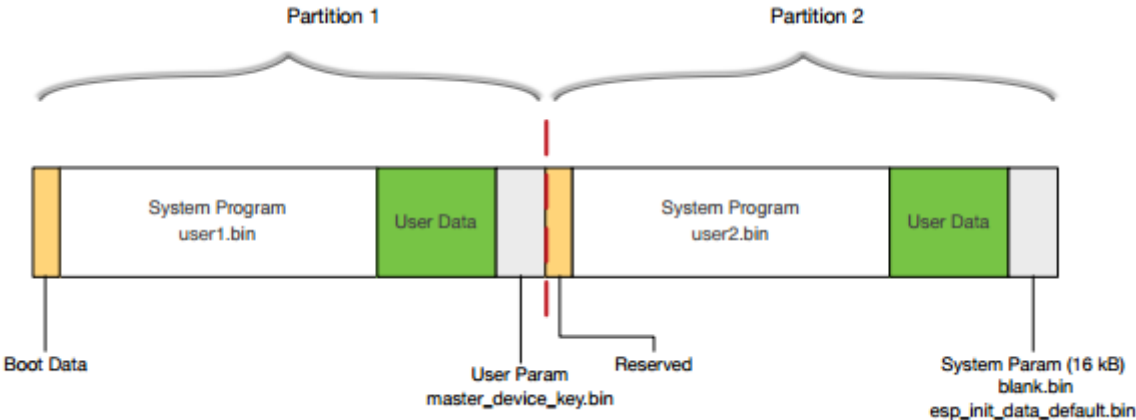 Partition 1
Partition 2
System Program
user1.bin
User Data
System Program
user2.bin
User Data
Boot Data
User Param
master_device_key.bin
Reserved
System Param (16 kB)
blank.bin
esp_init_data_default.bin